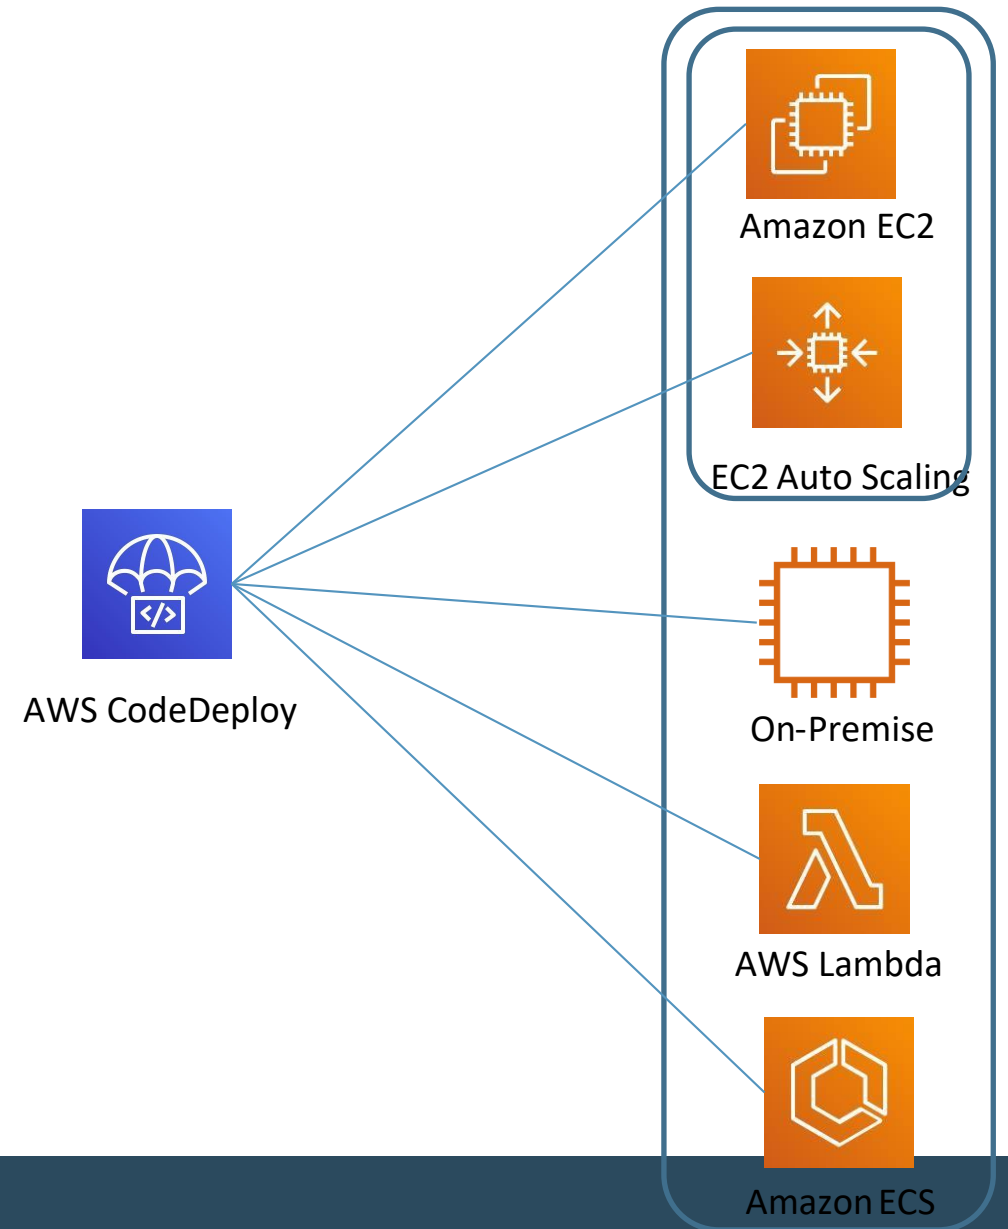 Amazon EC2
EC2 Auto Scaling
</>
AWS CodeDeploy
On-Premise
AWS Lambda
Amazon ECS